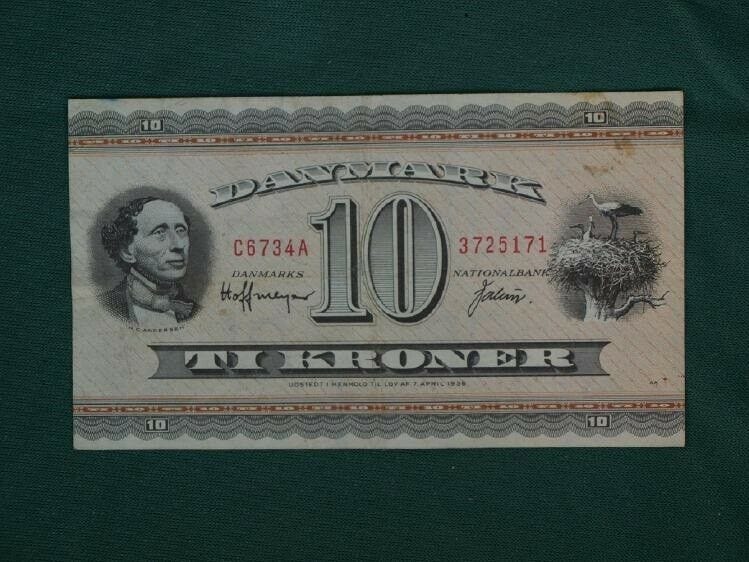 10 10
DANMARK
10
C6734A 3725171
DANMARKS NATIONALBANK
Hoffmeyer
H.C. ANDERSEN
TI KRONER
UDSTEDT I HENHOLD TIL LOV AF 7. APRIL 1936
10 10